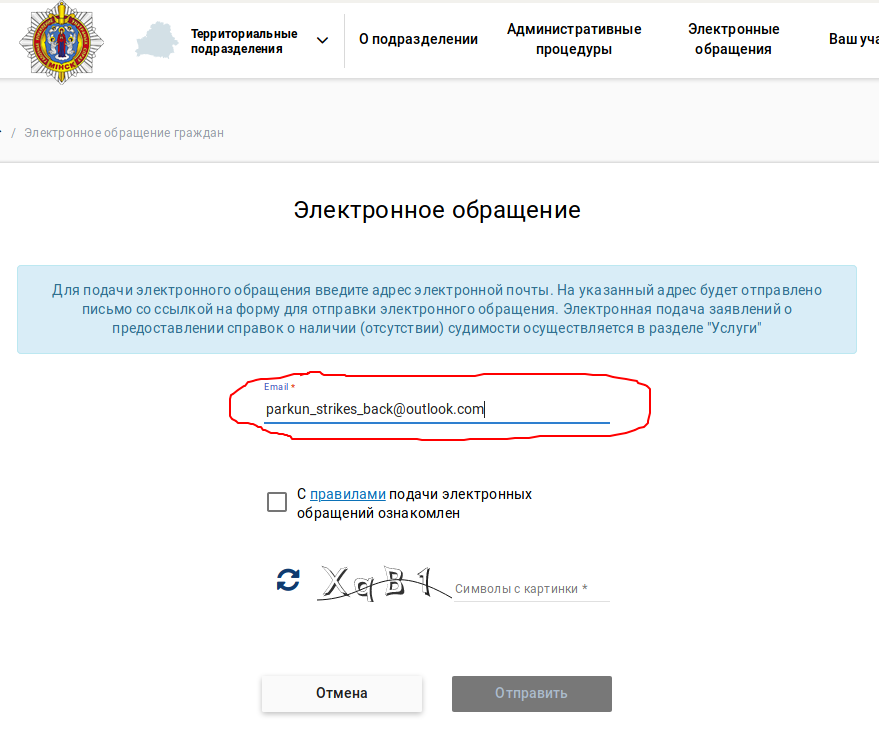 Территориальные
подразделения
О подразделении
Административные
процедуры
Электронные
обращения
Ваш уча
МІНСК
/ Электронное обращение граждан
Электронное обращение
Для подачи электронного обращения введите адрес электронной почты. На указанный адрес будет отправлено
письмо со ссылкой на форму для отправки электронного обращения. Электронная подача заявлений о
предоставлении справок о наличии (отсутствии) судимости осуществляется в разделе "Услуги"
Email *
parkun_strikes_back@outlook.com
С правилами подачи электронных
обращений ознакомлен
XqB1
Символы с картинки *
Отмена
Отправить